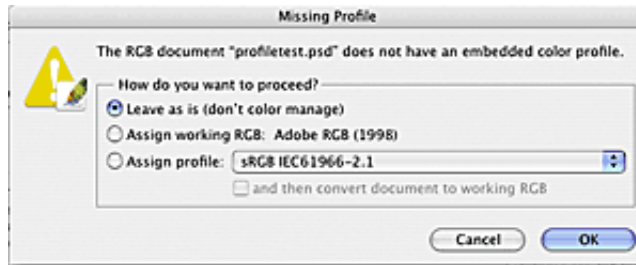 Missing Profile
The RGB document "profiletest.psd" does not have an embedded color profile.
How do you want to proceed?
Leave as is (don't color manage)
Assign working RGB: Adobe RGB (1998)
Assign profile: sRGB IEC61966-2.1
and then convert document to working RGB
Cancel OK